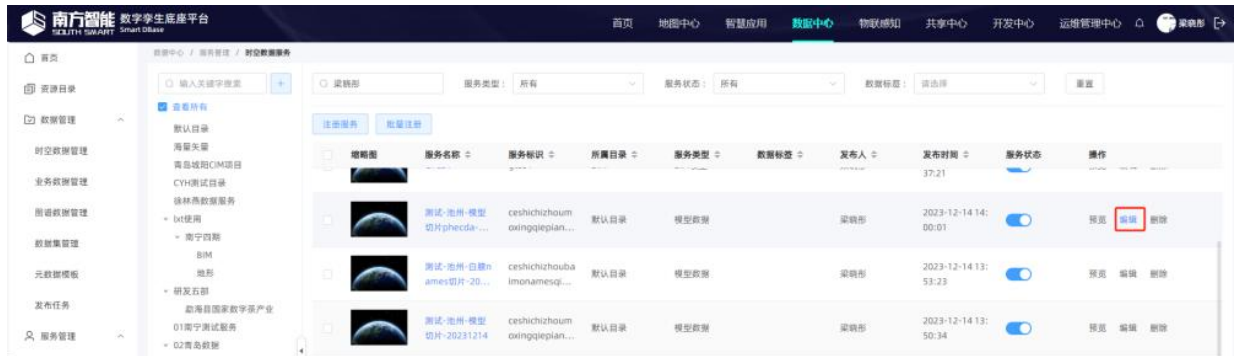 南方智能 数字孪生底座平台
SOUTH SMART Smart DBase
首页 地图中心 智慧应用 数据中心 物联感知 共享中心 开发中心 运维管理中心 梁晓彤
首页
资源目录
数据管理
时空数据管理
业务数据管理
图谱数据管理
数据集管理
元数据模板
发布任务
服务管理
数据中心 / 服务管理 / 时空数据服务
输入关键字搜索 +
查看所有
默认目录
海量矢量
青岛城阳CIM项目
CYH测试目录
徐林燕数据服务
txt使用
南宁四期
BIM
地形
研发五部
勐海县国家数字茶产业
01南宁测试服务
02青岛数据
梁晓彤 服务类型： 所有 服务状态： 所有 数据标签： 请选择 重置
注册服务 批量注册
缩略图 服务名称 服务标识 所属目录 服务类型 数据标签 发布人 发布时间 服务状态 操作
37:21
测试-池州-模型 ceshichizhoum 默认目录 模型数据 梁晓彤 2023-12-14 14: 预览 编辑 删除
切片phecda-... oxingqiepian... 00:01
测试-池州-白膜n ceshichizhouba 默认目录 模型数据 梁晓彤 2023-12-14 13: 预览 编辑 删除
ames切片-20... imonamesqi... 53:23
测试-池州-模型 ceshichizhoum 默认目录 模型数据 梁晓彤 2023-12-14 13: 预览 编辑 删除
切片-20231214 oxingqiepian... 50:34